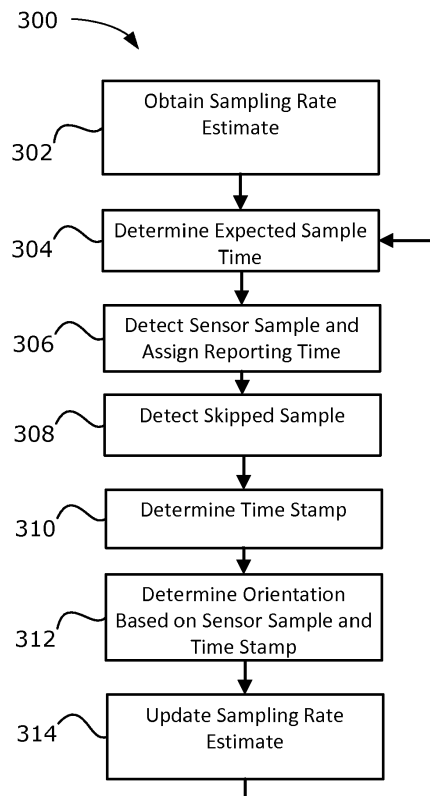 300
302
Obtain Sampling Rate
Estimate
304
Determine Expected Sample
Time
306
Detect Sensor Sample and
Assign Reporting Time
308
Detect Skipped Sample
310
Determine Time Stamp
312
Determine Orientation
Based on Sensor Sample and
Time Stamp
314
Update Sampling Rate
Estimate